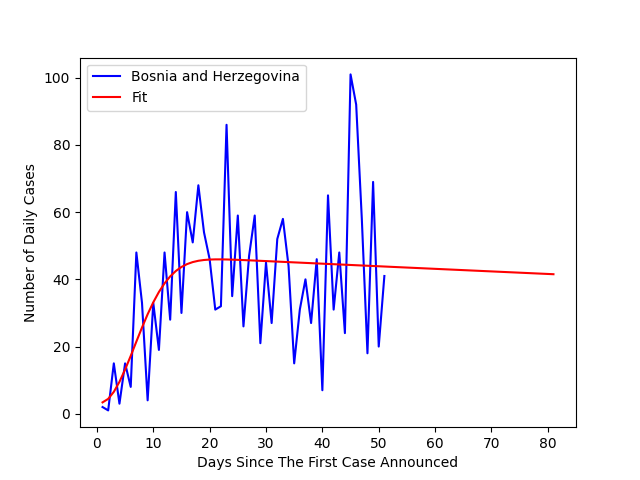 Bosnia and Herzegovina
Fit
100
80
60
40
20
0
Number of Daily Cases
0 10 20 30 40 50 60 70 80
Days Since The First Case Announced